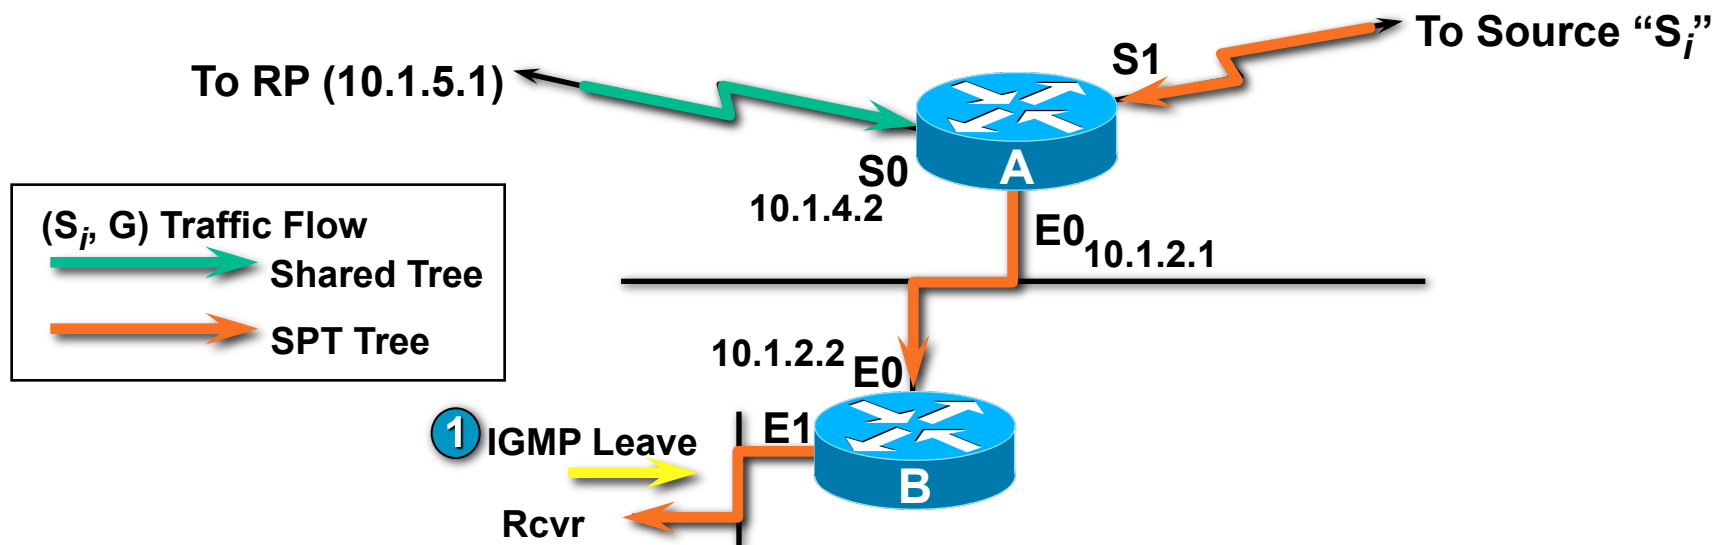 To Source “Si”
S1
To RP (10.1.5.1)
A
S0
10.1.4.2
E0
10.1.2.1
(Si, G) Traffic Flow
Shared Tree
SPT Tree
10.1.2.2
E0
1 IGMP Leave
E1
B
Rcvr